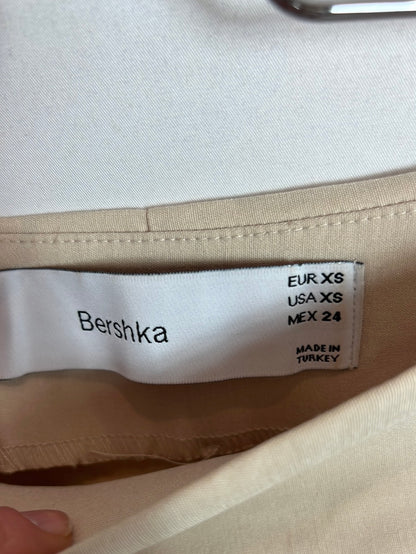 Bershka
EUR XS
USA XS
MEX 24
MADE IN
TURKEY